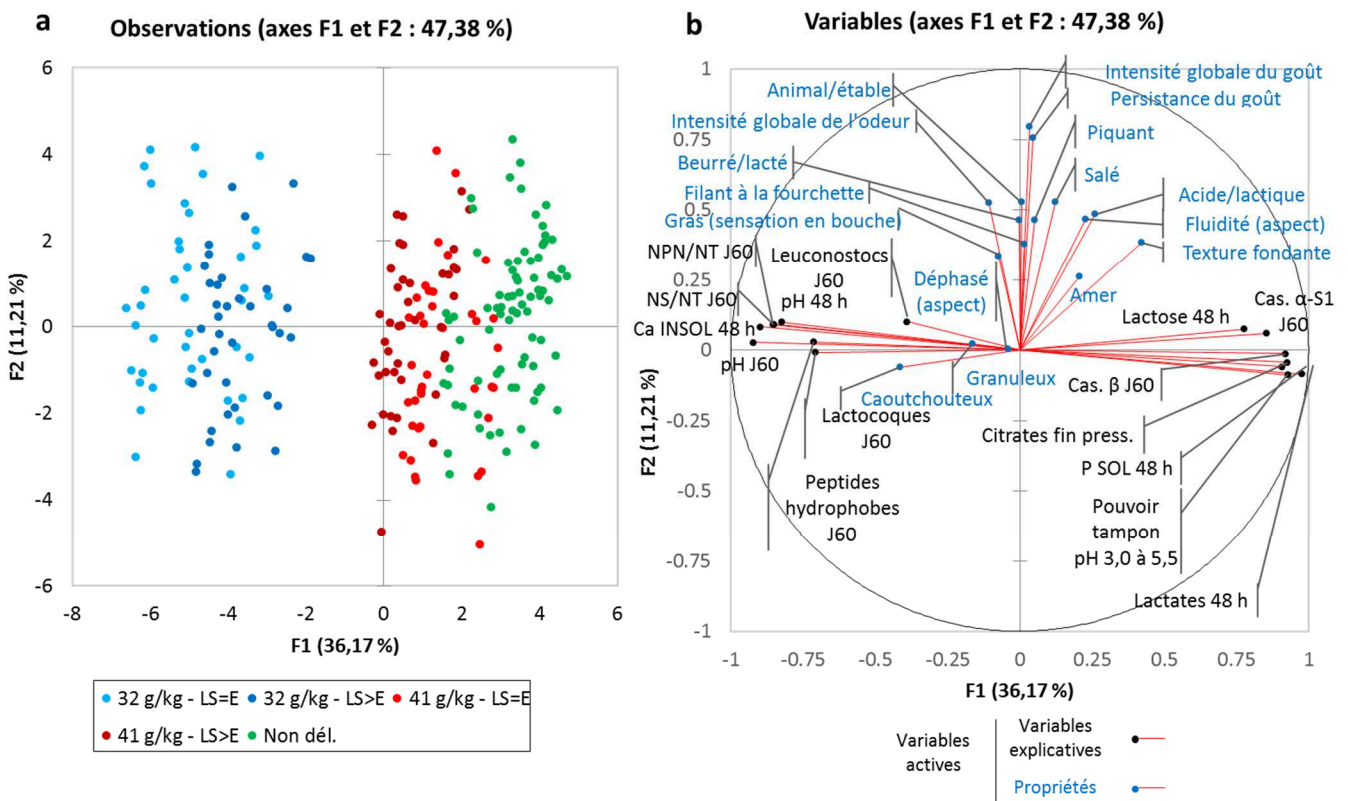 a
Observations (axes F1 et F2 : 47,38 %)
6
4
2
0
-2
-4
-6
-8
-6
-4
-2
0
2
4
6
F2 (11,21 %)
F1 (36,17 %)
32 g/kg - LS=E
32 g/kg - LS>E
41 g/kg - LS=E
41 g/kg - LS>E
Non dél.
b
Variables (axes F1 et F2 : 47,38 %)
1
0.75
0.5
0.25
0
-0.25
-0.5
-0.75
-1
-1
-0.75
-0.5
-0.25
0
0.25
0.5
0.75
1
F2 (11,21 %)
F1 (36,17 %)
Animal/étable
Intensité globale de l'odeur
Beurré/lacté
Filant à la fourchette
Gras (sensation en bouche)
NPN/NT J60
Leuconostocs
J60
pH 48 h
NS/NT J60
Ca INSOL 48 h
pH J60
Déphasé
(aspect)
Intensité globale du goût
Persistance du goût
Piquant
Salé
Acide/lactique
Fluidité (aspect)
Texture fondante
Amer
Cas. α-S1
J60
Lactose 48 h
Granuleux
Caoutchouteux
Lactocoques
J60
Peptides
hydrophobes
J60
Cas. β J60
Citrates fin press.
P SOL 48 h
Pouvoir
tampon
pH 3,0 à 5,5
Lactates 48 h
Variables
actives
Variables
explicatives
Propriétés